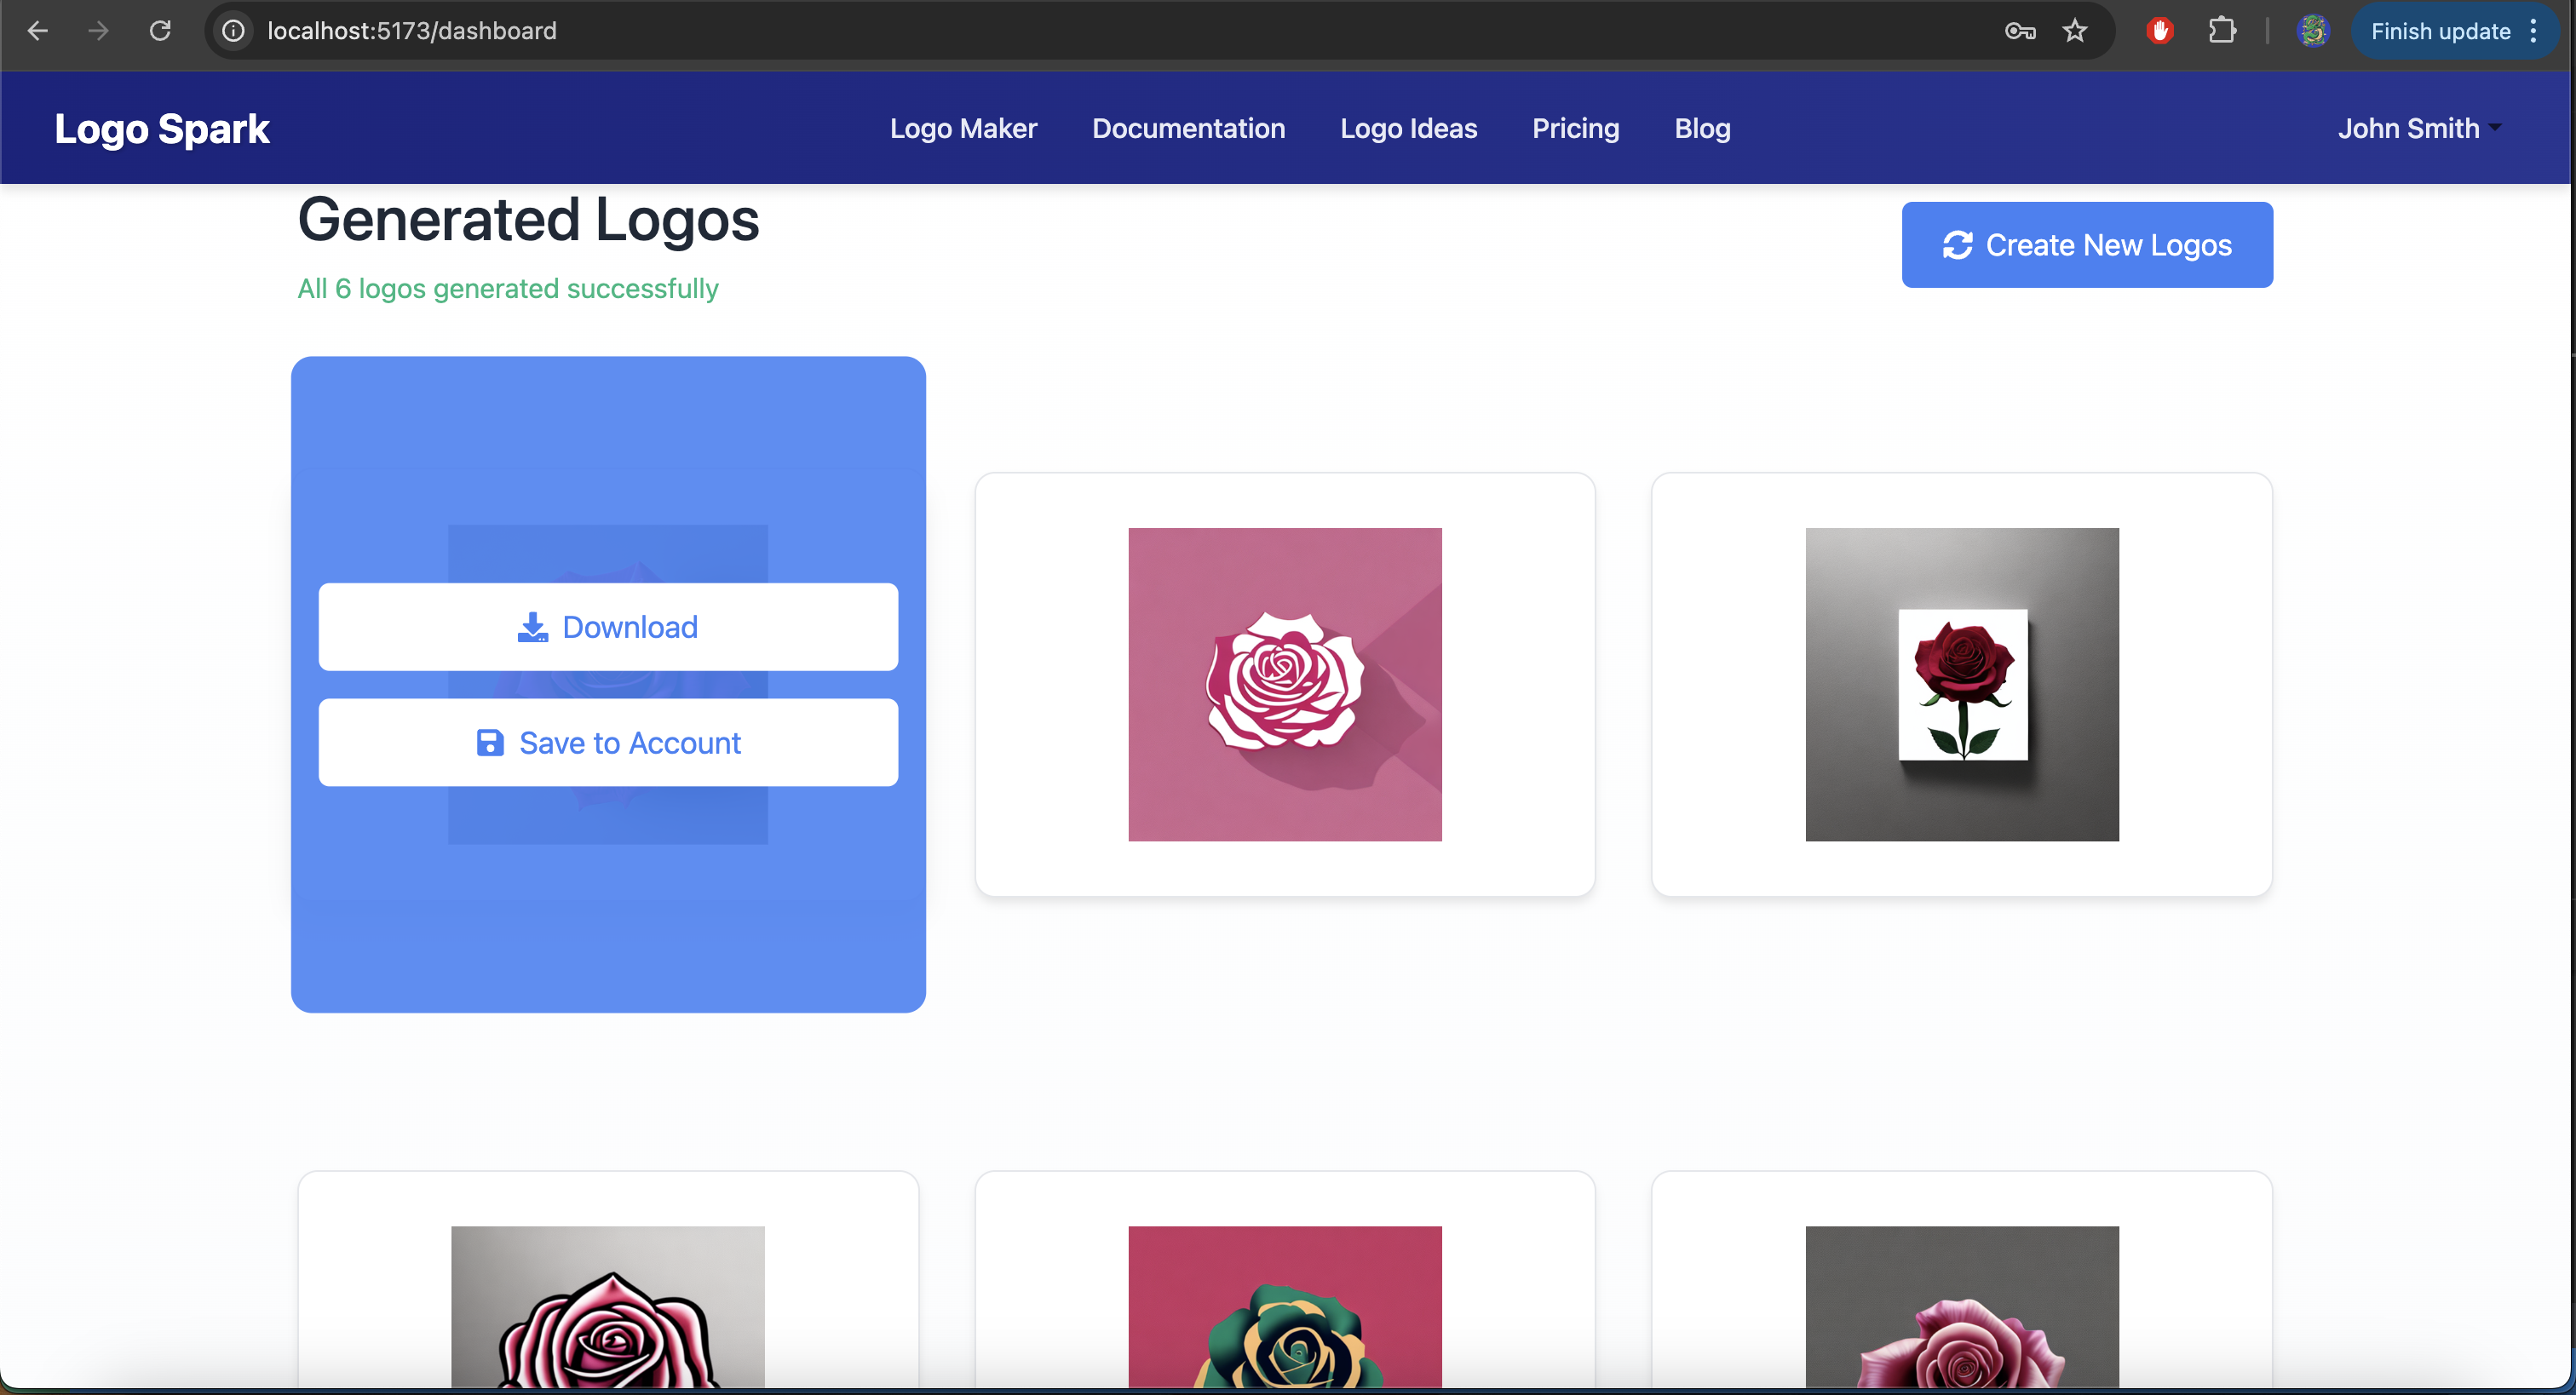 localhost:5173/dashboard
Finish update
Logo Spark
Logo Maker
Documentation
Logo Ideas
Pricing
Blog
John Smith
Generated Logos
Create New Logos
All 6 logos generated successfully
Download
Save to Account